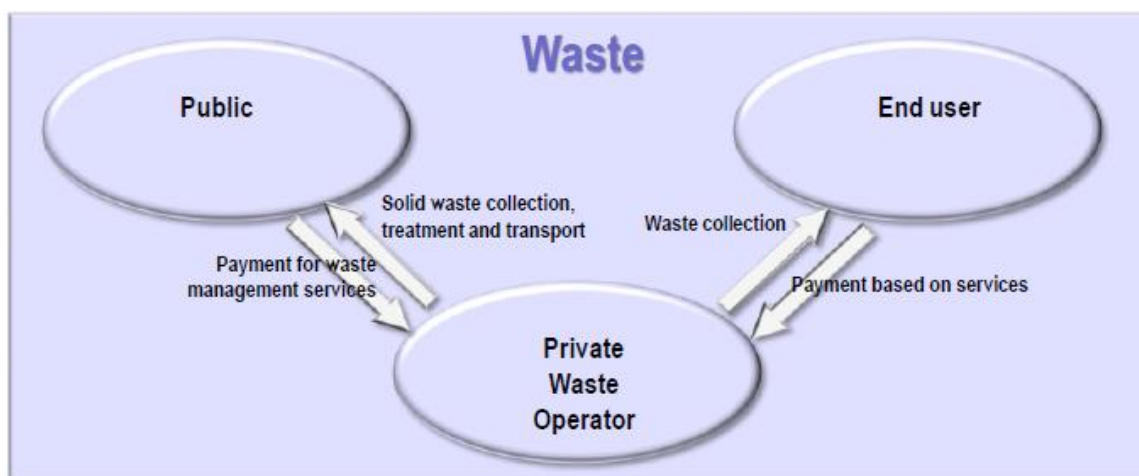 Waste
Public
End user
Solid waste collection,
treatment and transport
Waste collection
Payment for waste
management services
Payment based on services
Private
Waste
Operator